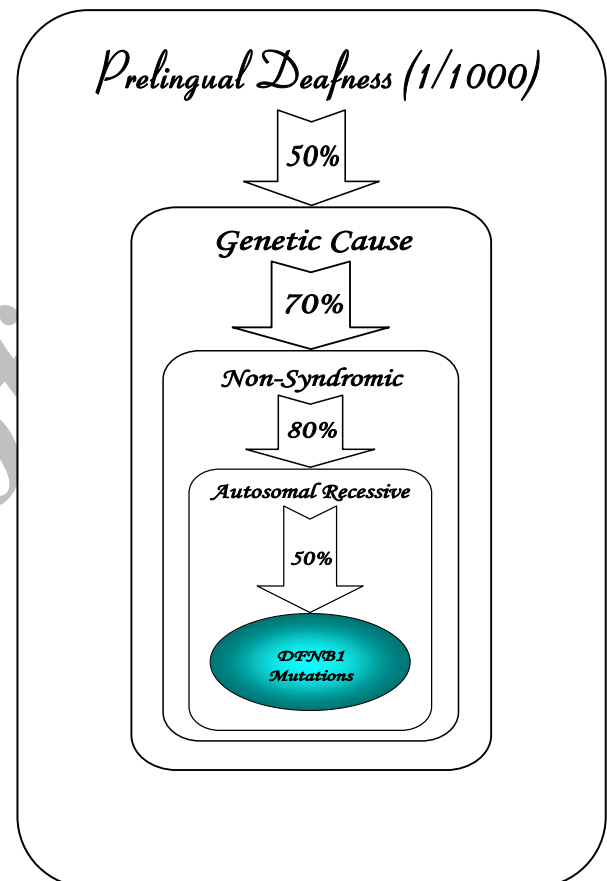 Prelingual Deafness (1/1000)
50%
Genetic Cause
70%
Non-Syndromic
80%
Autosomal Recessive
50%
DFNB1
Mutations